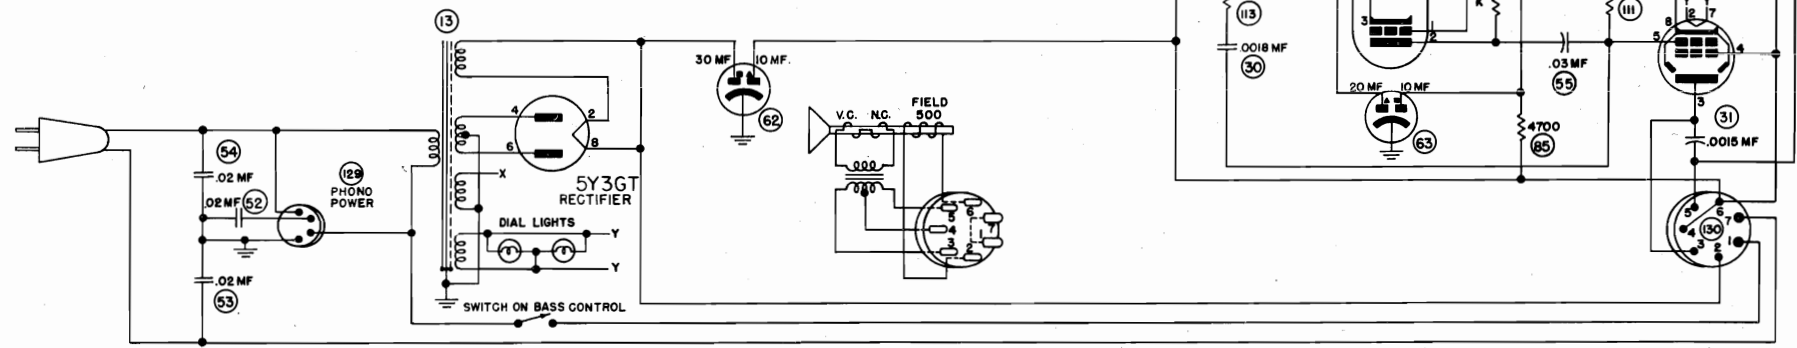 13
54
.02 MF
.02 MF 52
.02 MF
53
129
PHONO
POWER
4
6
2
8
5Y3GT
RECTIFIER
X
DIAL LIGHTS
Y
Y
SWITCH ON BASS CONTROL
30 MF
10 MF.
62
V.C.
N.C.
FIELD
500
5
6
4
7
3
1
2
113
.0018 MF
30
3
1
2
K
20 MF
10 MF
63
.03 MF
55
4700
85
111
8
2
7
5
4
3
31
.0015 MF
5
6
7
4
130
3
2
1